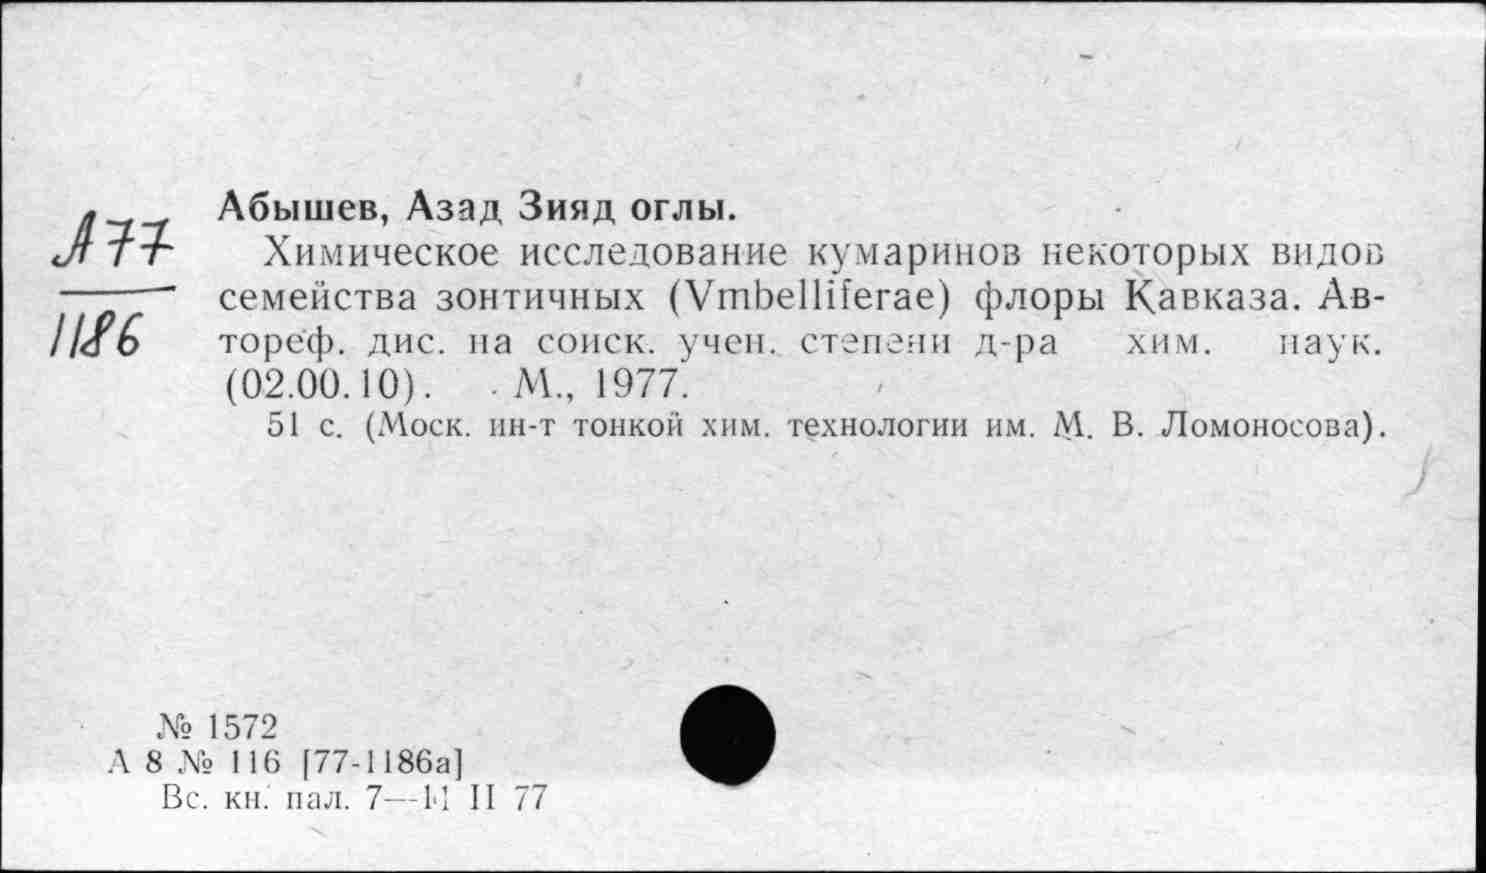 А77
1186
Абышев, Азад Зияд оглы.
Химическое исследование кумаринов некоторых видов
семейства зонтичных (Vmbelliferae) флоры Кавказа. Ав-
тореф. дис. на соиск. учен. степени д-ра хим. наук.
(02.00.10). М., 1977.
51 с. (Моск. ин-т тонкой хим. технологии им. М. В. Ломоносова).
№ 1572
А 8 № 116 [77-1186а]
Вс. кн. пал. 7—11 II 77